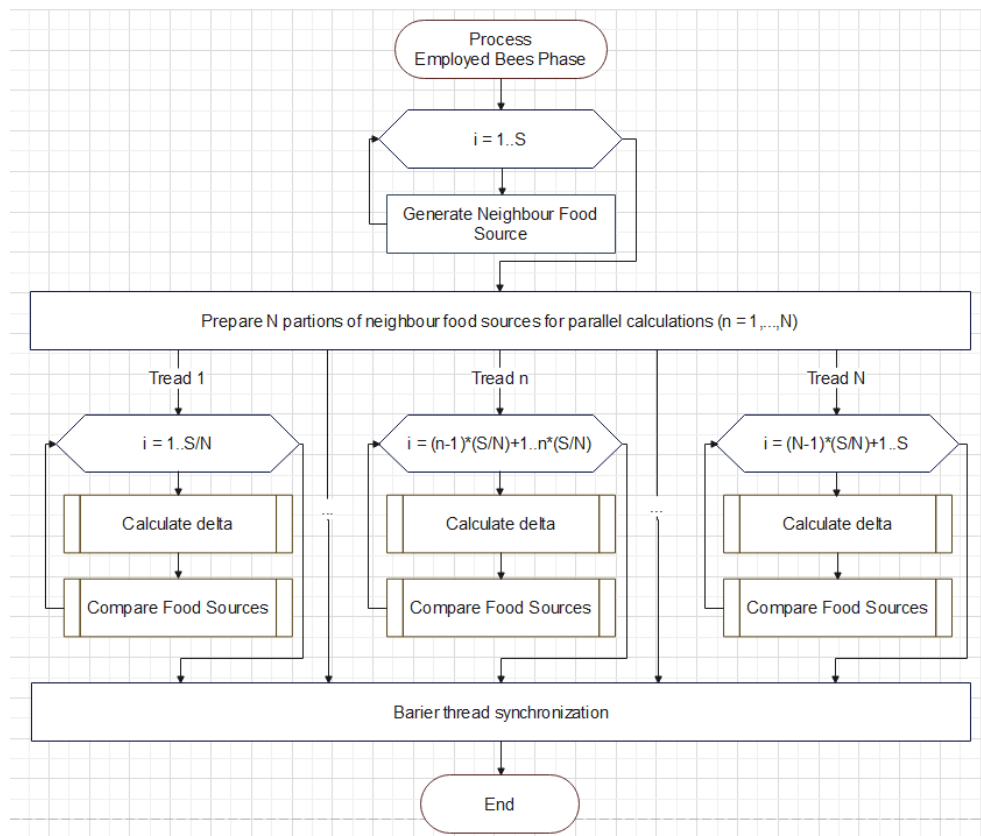 Process
Employed Bees Phase
i = 1..S
Generate Neighbour Food
Source
Prepare N partions of neighbour food sources for parallel calculations (n = 1,...,N)
Tread 1
Tread n
Tread N
i = 1..S/N
i = (n-1)*(S/N)+1..n*(S/N)
i = (N-1)*(S/N)+1..S
...
...
Calculate delta
Calculate delta
Calculate delta
Compare Food Sources
Compare Food Sources
Compare Food Sources
Barier thread synchronization
End